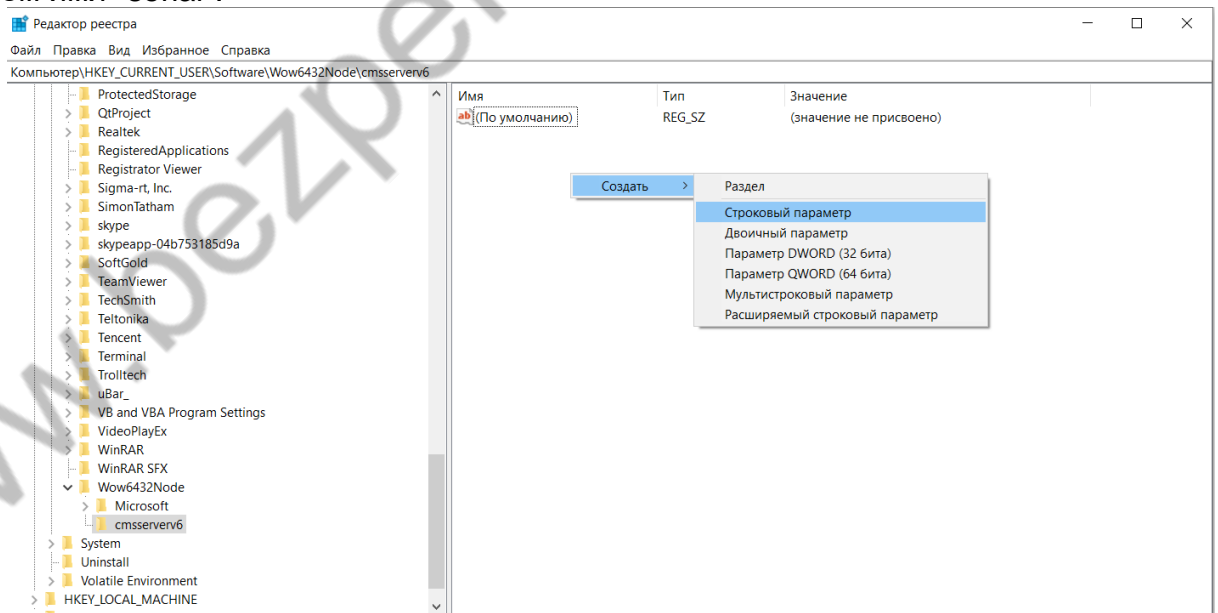 Редактор реестра
Файл Правка Вид Избранное Справка
Компьютер\HKEY_CURRENT_USER\Software\Wow6432Node\cmsserverv6
Имя Тип Значение
(По умолчанию) REG_SZ (значение не присвоено)
ProtectedStorage
QtProject
Realtek
RegisteredApplications
Registrator Viewer
Sigma-rt, Inc.
SimonTatham
skype
skypeapp-04b753185d9a
SoftGold
TeamViewer
TechSmith
Teltonika
Tencent
Terminal
Trolltech
uBar_
VB and VBA Program Settings
VideoPlayEx
WinRAR
WinRAR SFX
Wow6432Node
Microsoft
cmsserverv6
System
Uninstall
Volatile Environment
HKEY_LOCAL_MACHINE
Создать
Раздел
Строковый параметр
Двоичный параметр
Параметр DWORD (32 бита)
Параметр QWORD (64 бита)
Мультистроковый параметр
Расширяемый строковый параметр